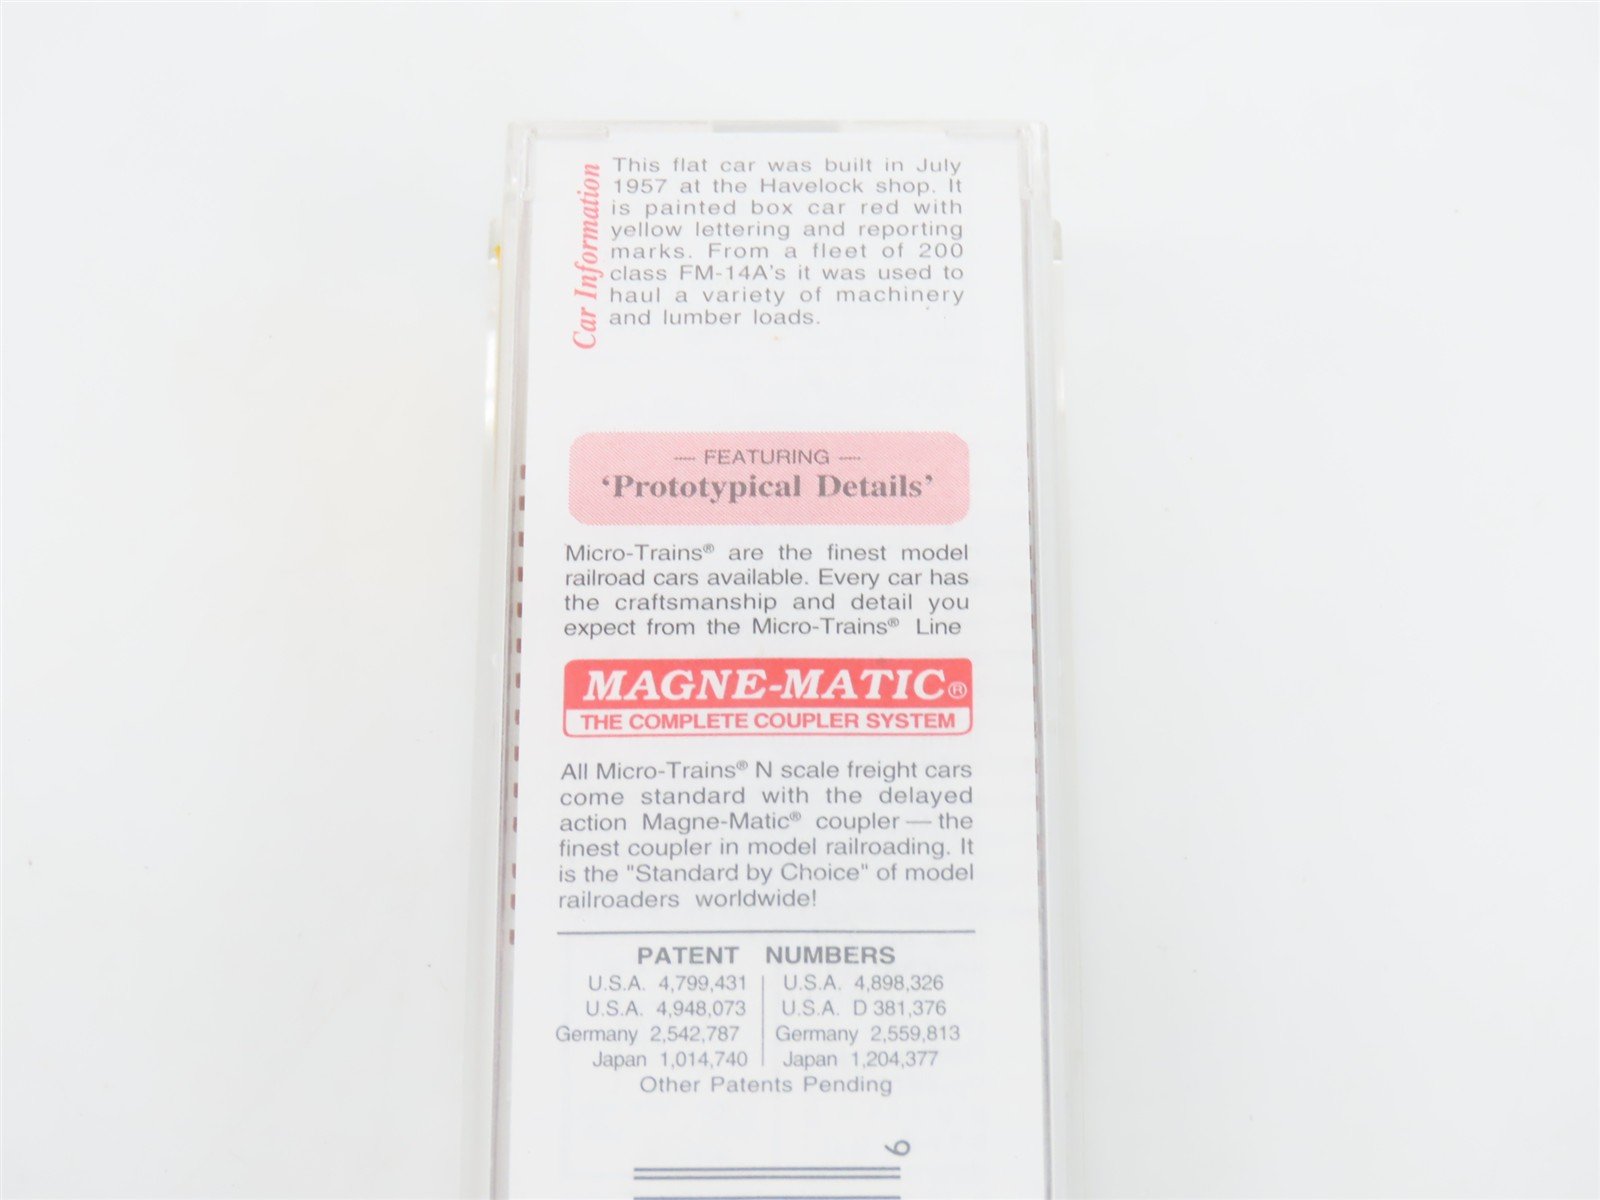 Car Information
This flat car was built in July
1957 at the Havelock shop. It
is painted box car red with
yellow lettering and reporting
marks. From a fleet of 200
class FM-14A's it was used to
haul a variety of machinery
and lumber loads.
— FEATURING —
‘Prototypical Details’
Micro-Trains® are the finest model
railroad cars available. Every car has
the craftsmanship and detail you
expect from the Micro-Trains® Line
MAGNE-MATIC®
THE COMPLETE COUPLER SYSTEM
All Micro-Trains® N scale freight cars
come standard with the delayed
action Magne-Matic® coupler — the
finest coupler in model railroading. It
is the "Standard by Choice" of model
railroaders worldwide!
PATENT NUMBERS
U.S.A. 4,799,431 | U.S.A. 4,898,326
U.S.A. 4,948,073 | U.S.A. D 381,376
Germany 2,542,787 | Germany 2,559,813
Japan 1,014,740 | Japan 1,204,377
Other Patents Pending
6